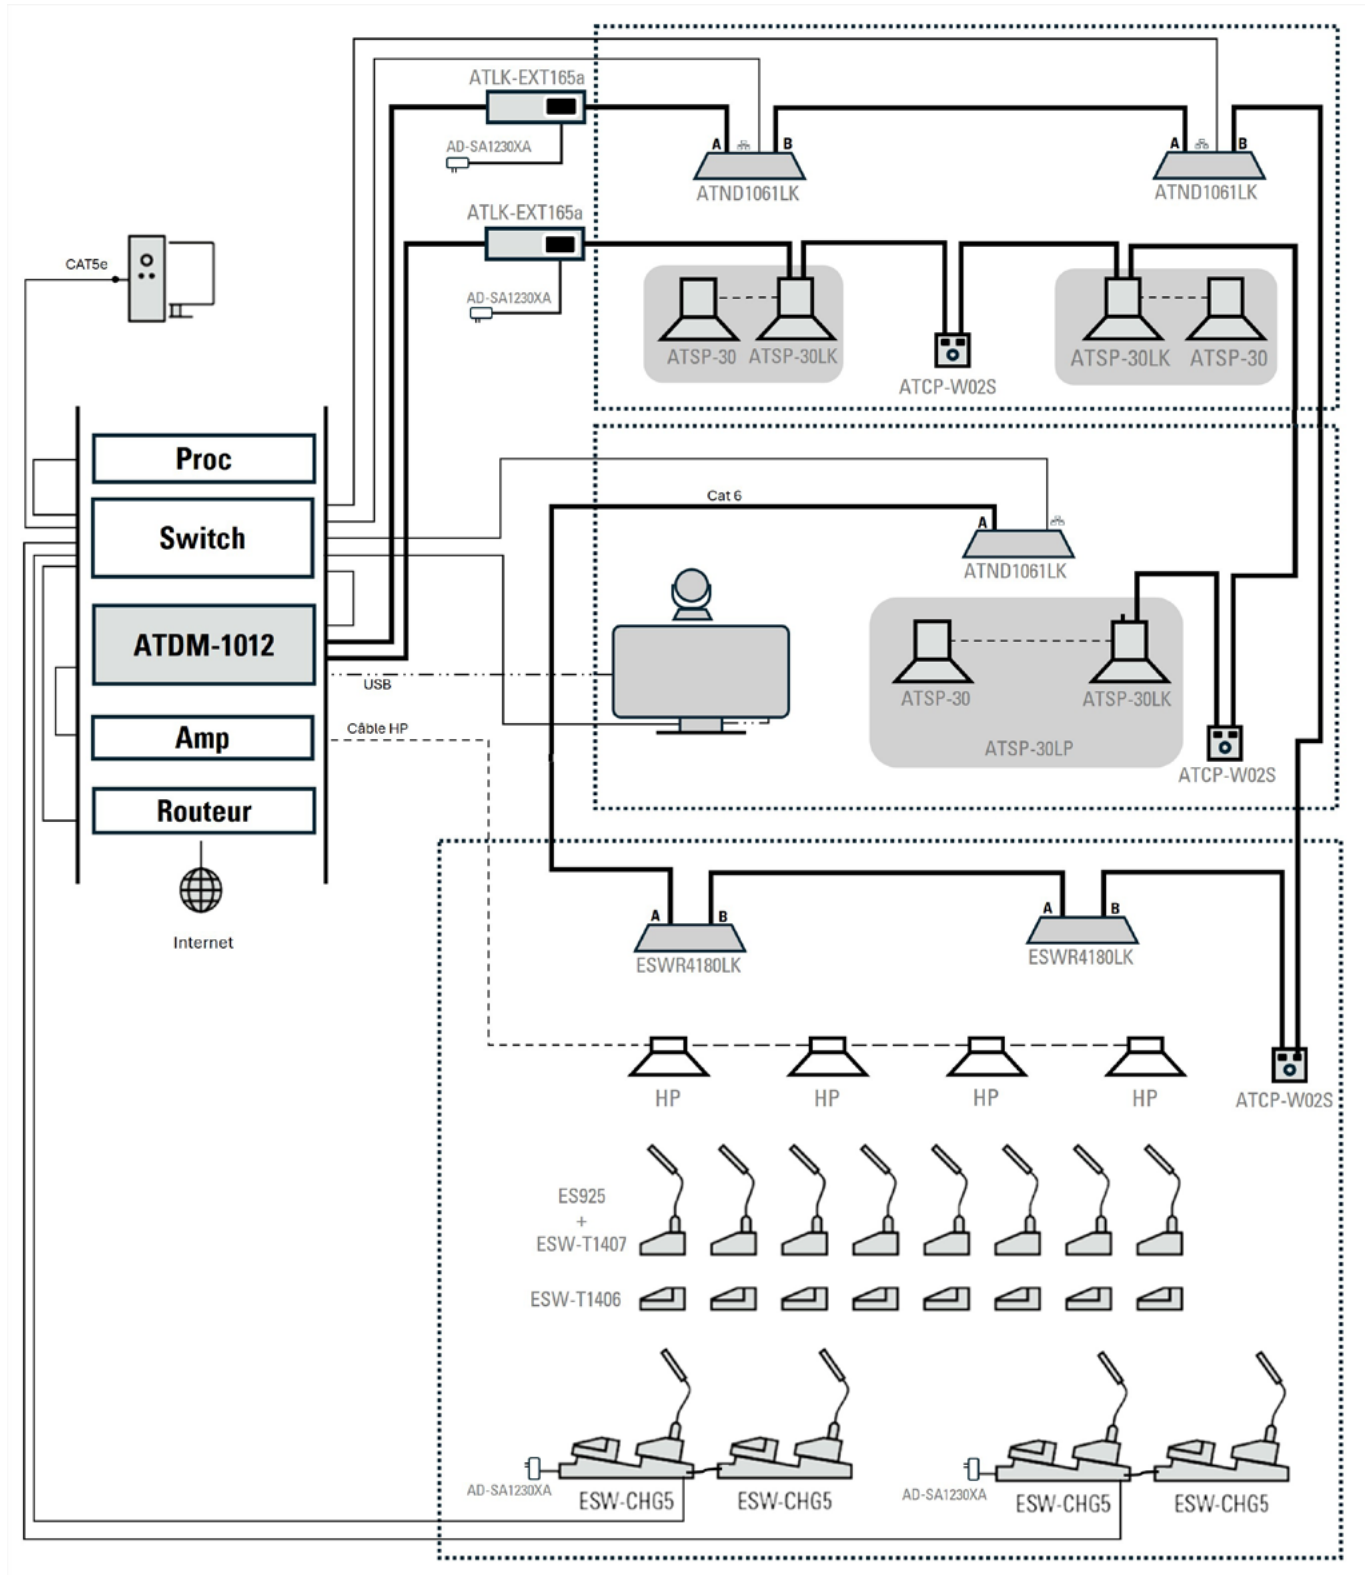 ATLK-EXT165a
AD-SA1230XA
A
B
ATND1061LK
A
B
ATND1061LK
ATLK-EXT165a
AD-SA1230XA
CAT5e
ATSP-30
ATSP-30LK
ATCP-W02S
ATSP-30LK
ATSP-30
Proc
Switch
ATDM-1012
Amp
Routeur
Internet
Cat 6
A
ATND1061LK
USB
Câble HP
ATSP-30
ATSP-30LK
ATSP-30LP
ATCP-W02S
A
B
ESWR4180LK
A
B
ESWR4180LK
HP
HP
HP
HP
ATCP-W02S
ES925
+
ESW-T1407
ESW-T1406
AD-SA1230XA
ESW-CHG5
ESW-CHG5
AD-SA1230XA
ESW-CHG5
ESW-CHG5